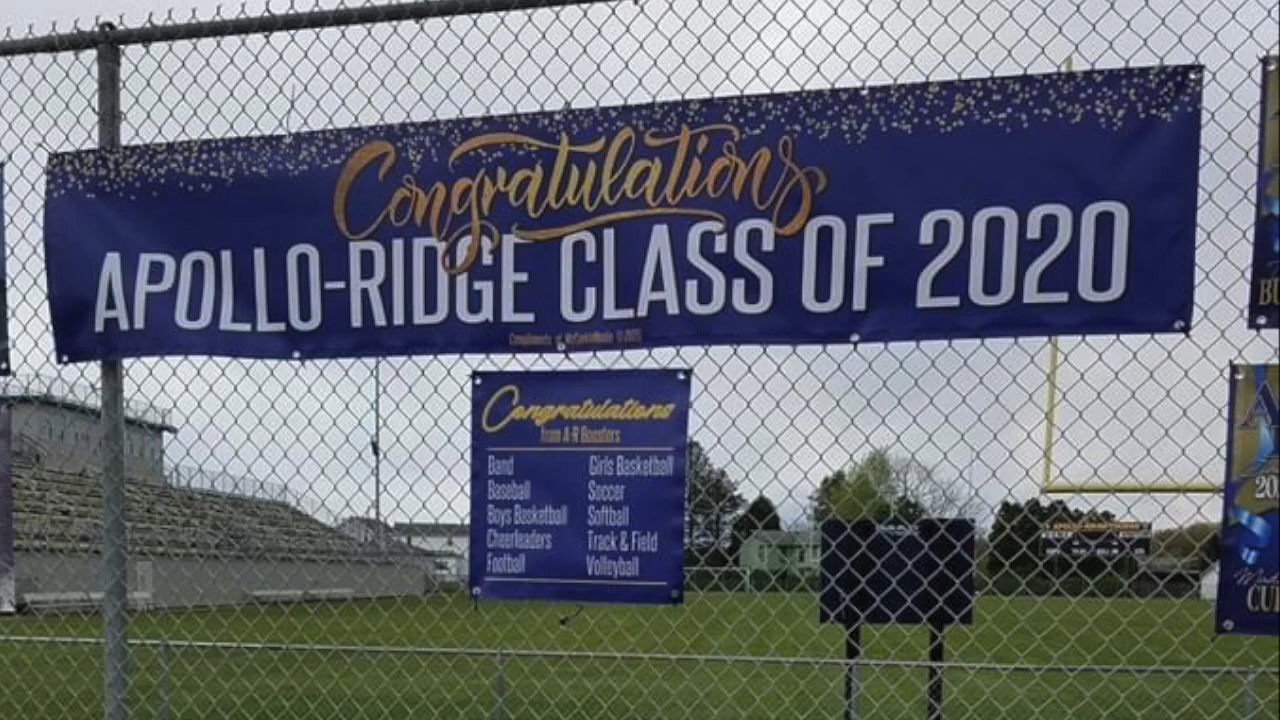 Congratulations
APOLLO-RIDGE CLASS OF 2020
Congratulations
from A-R Boosters
Band
Baseball
Boys Basketball
Cheerleaders
Football
Girls Basketball
Soccer
Softball
Track & Field
Volleyball
20